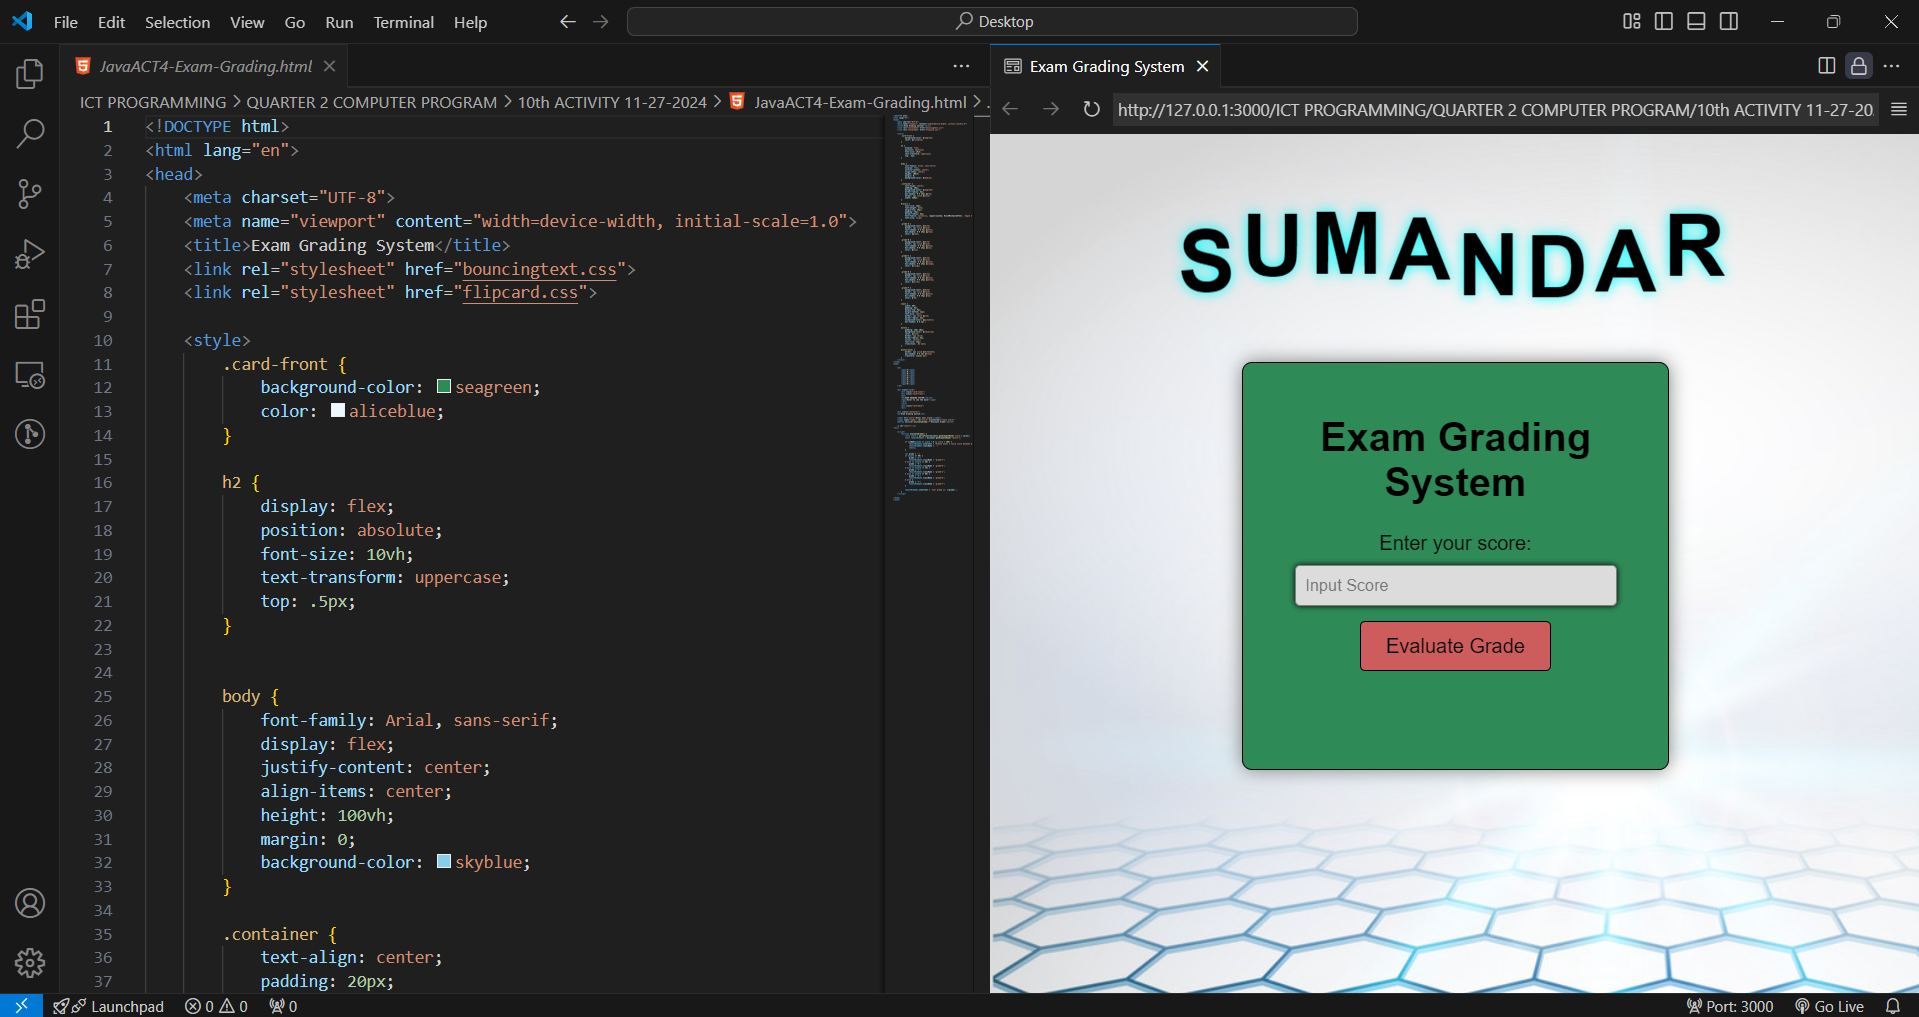 File Edit Selection View Go Run Terminal Help
Desktop
JavaACT4-Exam-Grading.html
ICT PROGRAMMING > QUARTER 2 COMPUTER PROGRAM > 10th ACTIVITY 11-27-2024 > JavaACT4-Exam-Grading.html > .
1 <!DOCTYPE html>
2 <html lang="en">
3 <head>
4 <meta charset="UTF-8">
5 <meta name="viewport" content="width=device-width, initial-scale=1.0">
6 <title>Exam Grading System</title>
7 <link rel="stylesheet" href="bouncingtext.css">
8 <link rel="stylesheet" href="flipcard.css">
9
10 <style>
11 .card-front {
12 background-color: seagreen;
13 color: aliceblue;
14 }
15
16 h2 {
17 display: flex;
18 position: absolute;
19 font-size: 10vh;
20 text-transform: uppercase;
21 top: .5px;
22 }
23
24
25 body {
26 font-family: Arial, sans-serif;
27 display: flex;
28 justify-content: center;
29 align-items: center;
30 height: 100vh;
31 margin: 0;
32 background-color: skyblue;
33 }
34
35 .container {
36 text-align: center;
37 padding: 20px;
Exam Grading System
http://127.0.0.1:3000/ICT PROGRAMMING/QUARTER 2 COMPUTER PROGRAM/10th ACTIVITY 11-27-20
SUMANDAR
Exam Grading
System
Enter your score:
Input Score
Evaluate Grade
Launchpad 0 0 0
Port: 3000 Go Live